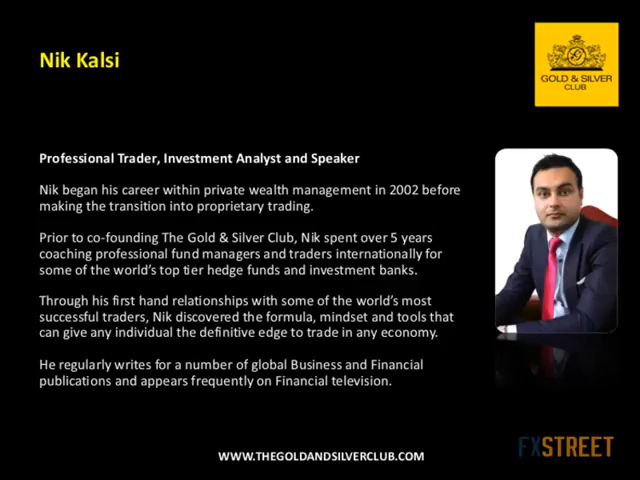 Nik Kalsi
GOLD & SILVER
CLUB
Professional Trader, Investment Analyst and Speaker
Nik began his career within private wealth management in 2002 before
making the transition into proprietary trading.
Prior to co-founding The Gold & Silver Club, Nik spent over 5 years
coaching professional fund managers and traders internationally for
some of the world’s top tier hedge funds and investment banks.
Through his first hand relationships with some of the world’s most
successful traders, Nik discovered the formula, mindset and tools that
can give any individual the definitive edge to trade in any economy.
He regularly writes for a number of global Business and Financial
publications and appears frequently on Financial television.
WWW.THEGOLDANDSILVERCLUB.COM
FXSTREET